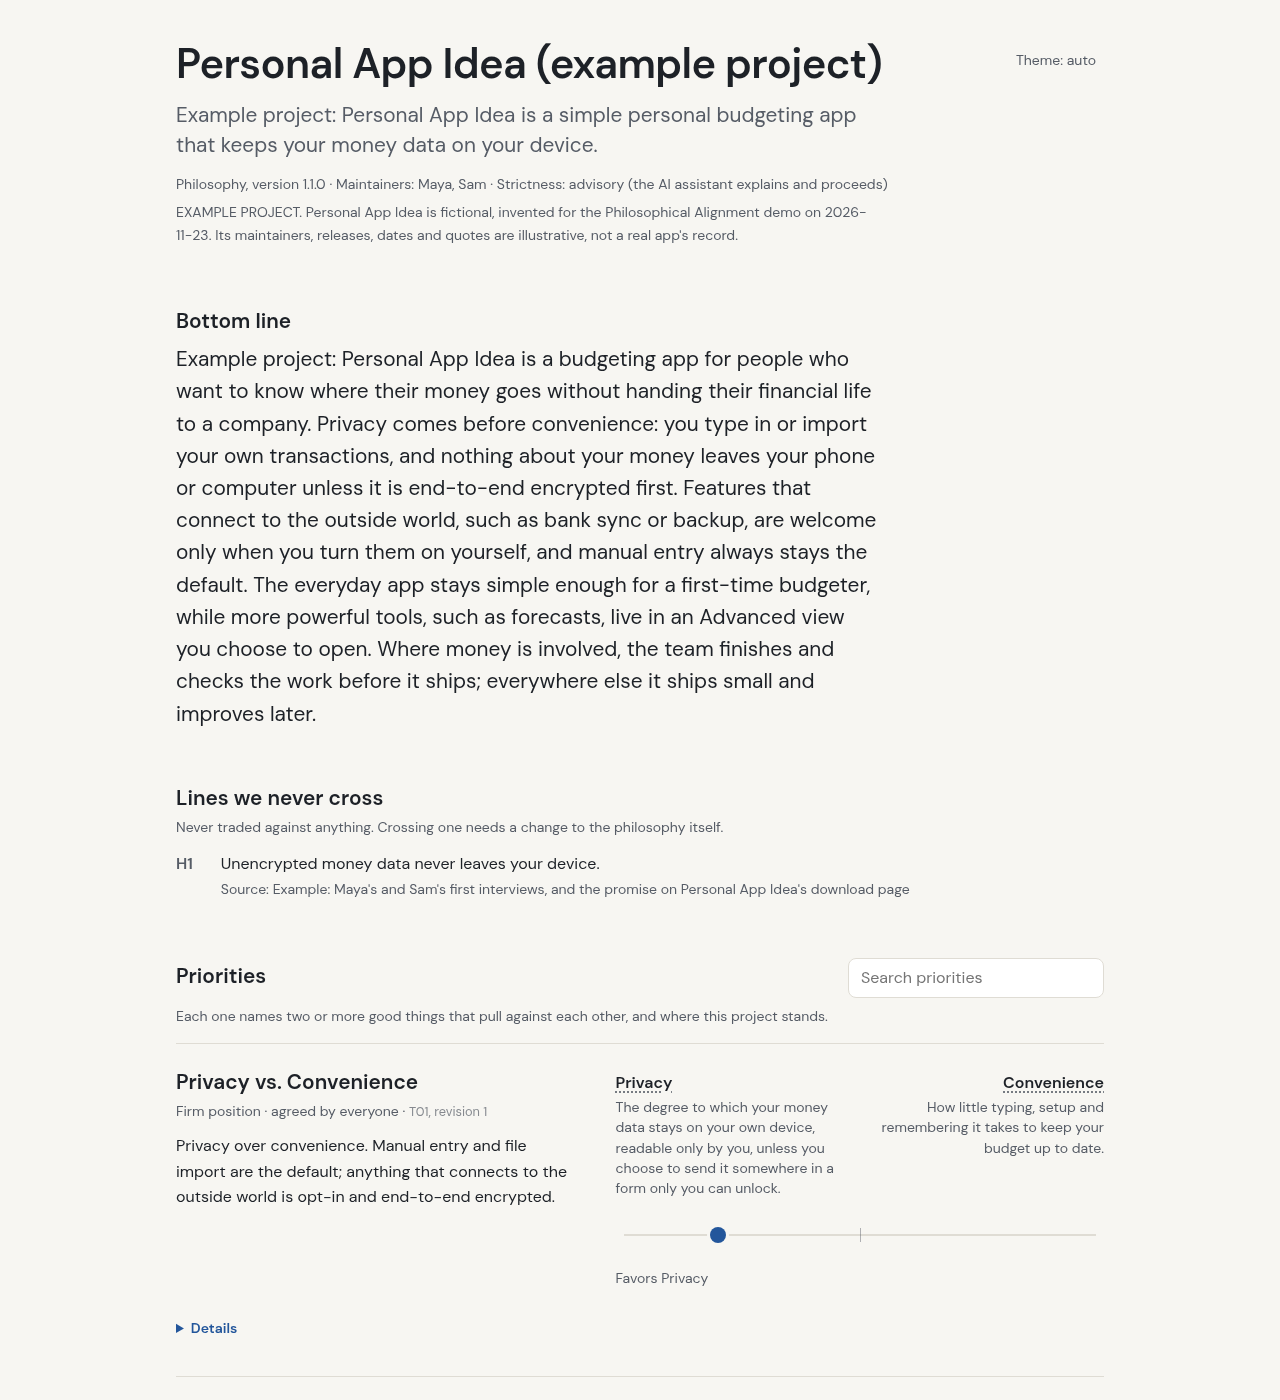 Personal App Idea (example project)
Theme: auto
Example project: Personal App Idea is a simple personal budgeting app
that keeps your money data on your device.
Philosophy, version 1.1.0 · Maintainers: Maya, Sam · Strictness: advisory (the AI assistant explains and proceeds)
EXAMPLE PROJECT. Personal App Idea is fictional, invented for the Philosophical Alignment demo on 2026-
11-23. Its maintainers, releases, dates and quotes are illustrative, not a real app's record.
Bottom line
Example project: Personal App Idea is a budgeting app for people who
want to know where their money goes without handing their financial life
to a company. Privacy comes before convenience: you type in or import
your own transactions, and nothing about your money leaves your phone
or computer unless it is end-to-end encrypted first. Features that
connect to the outside world, such as bank sync or backup, are welcome
only when you turn them on yourself, and manual entry always stays the
default. The everyday app stays simple enough for a first-time budgeter,
while more powerful tools, such as forecasts, live in an Advanced view
you choose to open. Where money is involved, the team finishes and
checks the work before it ships; everywhere else it ships small and
improves later.
Lines we never cross
Never traded against anything. Crossing one needs a change to the philosophy itself.
H1 Unencrypted money data never leaves your device.
Source: Example: Maya's and Sam's first interviews, and the promise on Personal App Idea's download page
Priorities
Search priorities
Each one names two or more good things that pull against each other, and where this project stands.
Privacy vs. Convenience
Firm position · agreed by everyone · T01, revision 1
Privacy over convenience. Manual entry and file
import are the default; anything that connects to the
outside world is opt-in and end-to-end encrypted.
Privacy
The degree to which your money
data stays on your own device,
readable only by you, unless you
choose to send it somewhere in a
form only you can unlock.
Convenience
How little typing, setup and
remembering it takes to keep your
budget up to date.
Favors Privacy
Details